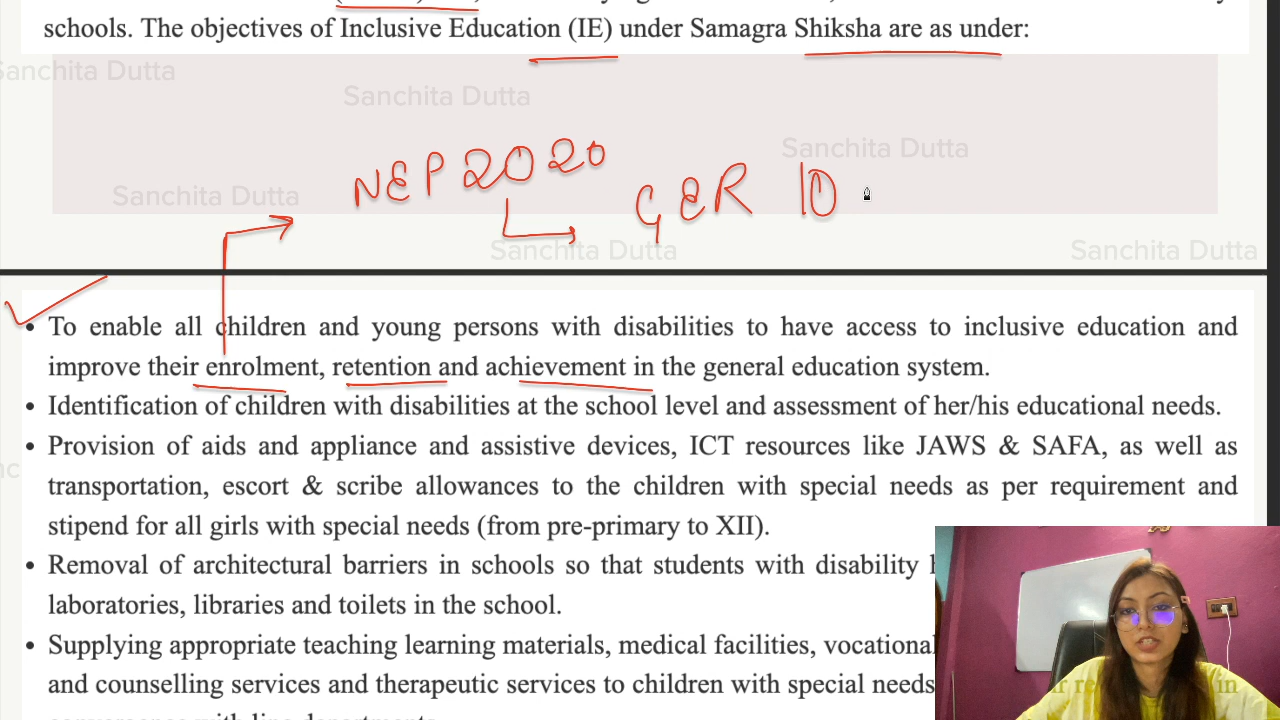 schools. The objectives of Inclusive Education (IE) under Samagra Shiksha are as under:
Sanchita Dutta
Sanchita Dutta
Sanchita Dutta
Sanchita Dutta
NEP 2020
GER 10
Sanchita Dutta
Sanchita Dutta
• To enable all children and young persons with disabilities to have access to inclusive education and
improve their enrolment, retention and achievement in the general education system.
• Identification of children with disabilities at the school level and assessment of her/his educational needs.
• Provision of aids and appliance and assistive devices, ICT resources like JAWS & SAFA, as well as
transportation, escort & scribe allowances to the children with special needs as per requirement and
stipend for all girls with special needs (from pre-primary to XII).
• Removal of architectural barriers in schools so that students with disability
laboratories, libraries and toilets in the school.
• Supplying appropriate teaching learning materials, medical facilities, vocational
and counselling services and therapeutic services to children with special needs
(in